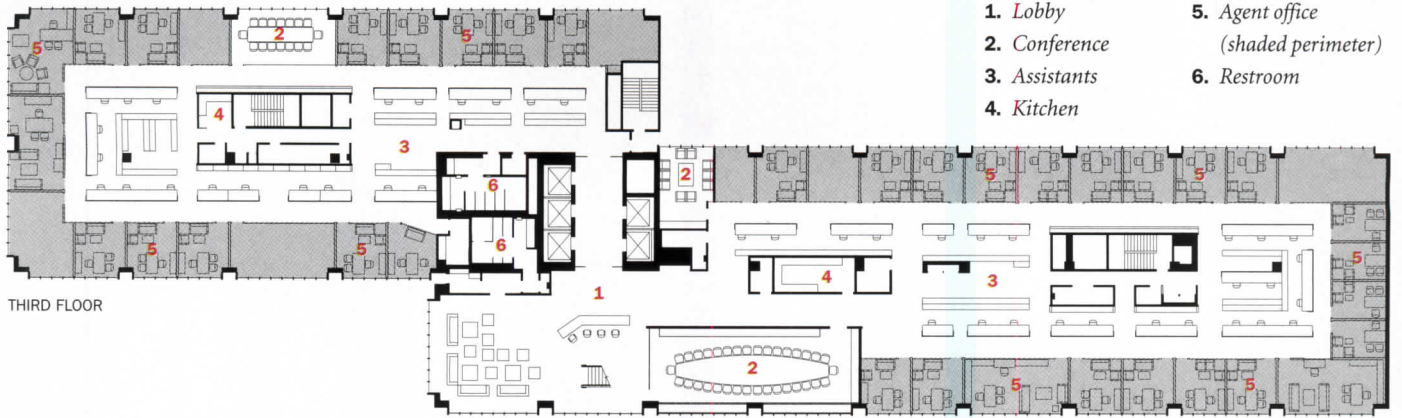 1. Lobby
2. Conference
3. Assistants
4. Kitchen
5. Agent office
(shaded perimeter)
6. Restroom
2
5
5
4
3
6
2
5
5
5
5
6
5
4
3
1
2
5
5
THIRD FLOOR